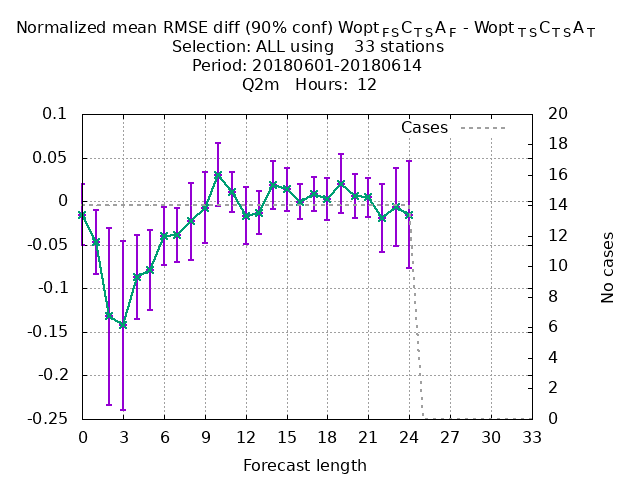 Normalized mean RMSE diff (90% conf) Wopt FS C TS A F - Wopt TS C TS A T
Selection: ALL using 33 stations
Period: 20180601-20180614
Q2m Hours: 12
Cases
0.1
0.05
0
-0.05
-0.1
-0.15
-0.2
-0.25
20
18
16
14
12
10
8
6
4
2
0
No cases
0 3 6 9 12 15 18 21 24 27 30 33
Forecast length